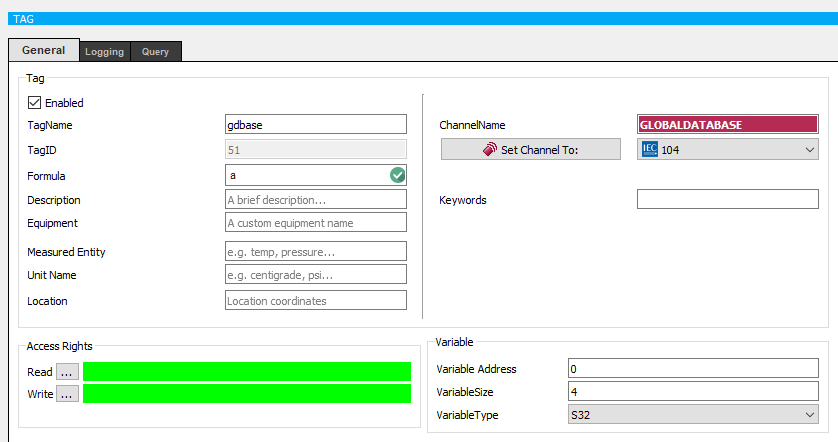 TAG
General Logging Query
Tag
Enabled
TagName gdbase
TagID 51
Formula a
Description A brief description...
Equipment A custom equipment name
Measured Entity e.g. temp, pressure...
Unit Name e.g. centigrade, psi...
Location Location coordinates
ChannelName GLOBALDATABASE
Set Channel To: IEC 104
Keywords
Access Rights
Read ...
Write ...
Variable
Variable Address 0
VariableSize 4
VariableType S32